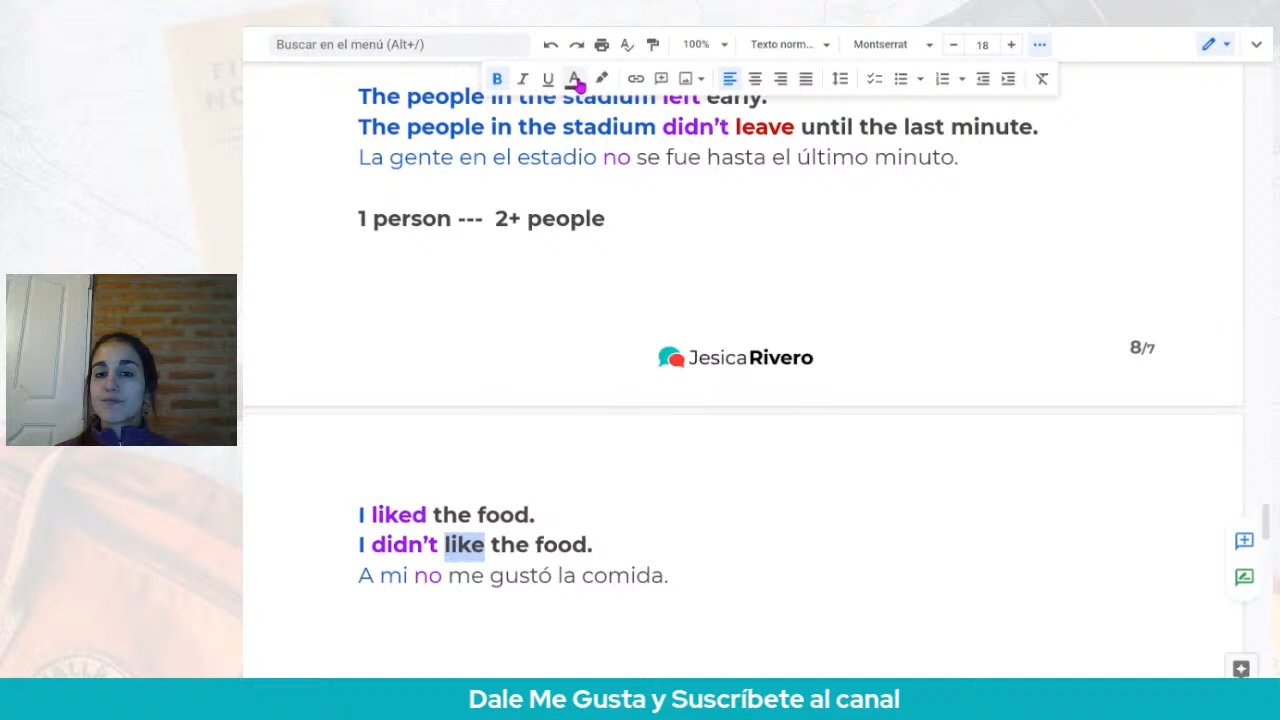 Buscar en el menú (Alt+/)
100%
Texto norm...
Montserrat
18
B I U A
The people in the stadium left early.
The people in the stadium didn’t leave until the last minute.
La gente en el estadio no se fue hasta el último minuto.
1 person --- 2+ people
Jesica Rivero
8/7
I liked the food.
I didn’t like the food.
A mi no me gustó la comida.
Dale Me Gusta y Suscríbete al canal